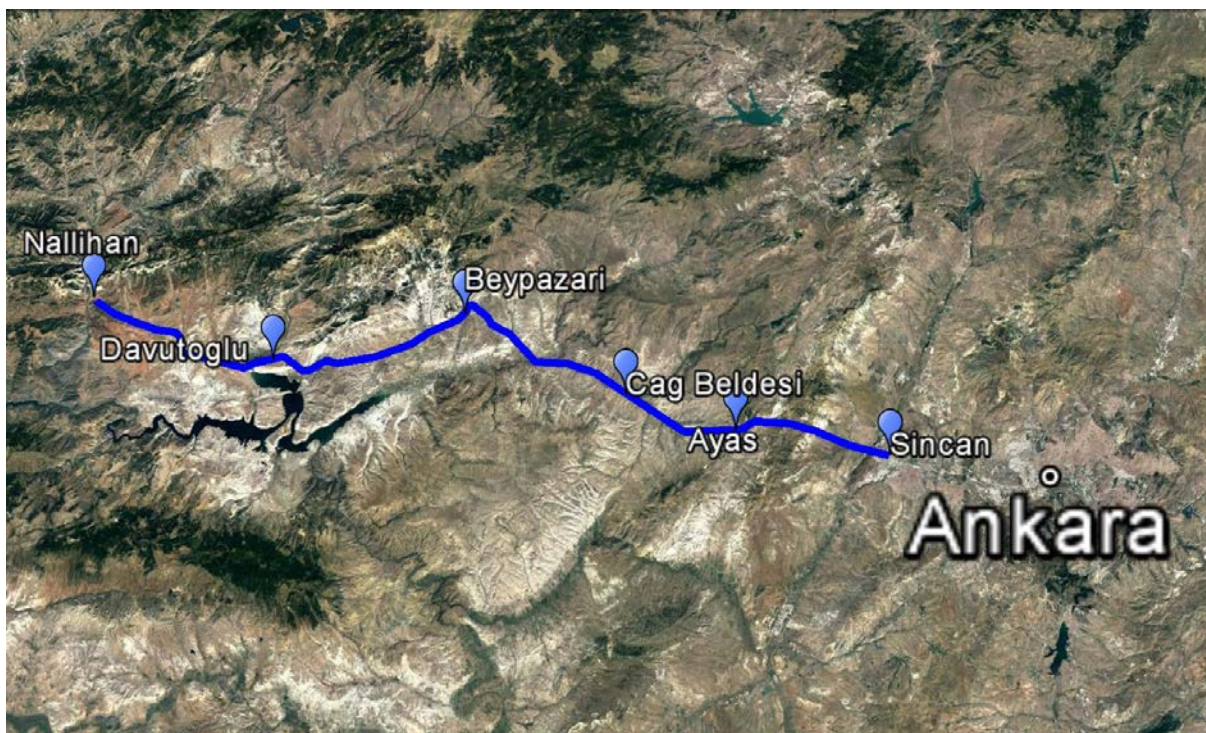 Nallihan
Beypazari
Davutoglu
Cag Beldesi
Ayas
Sincan
Ankara